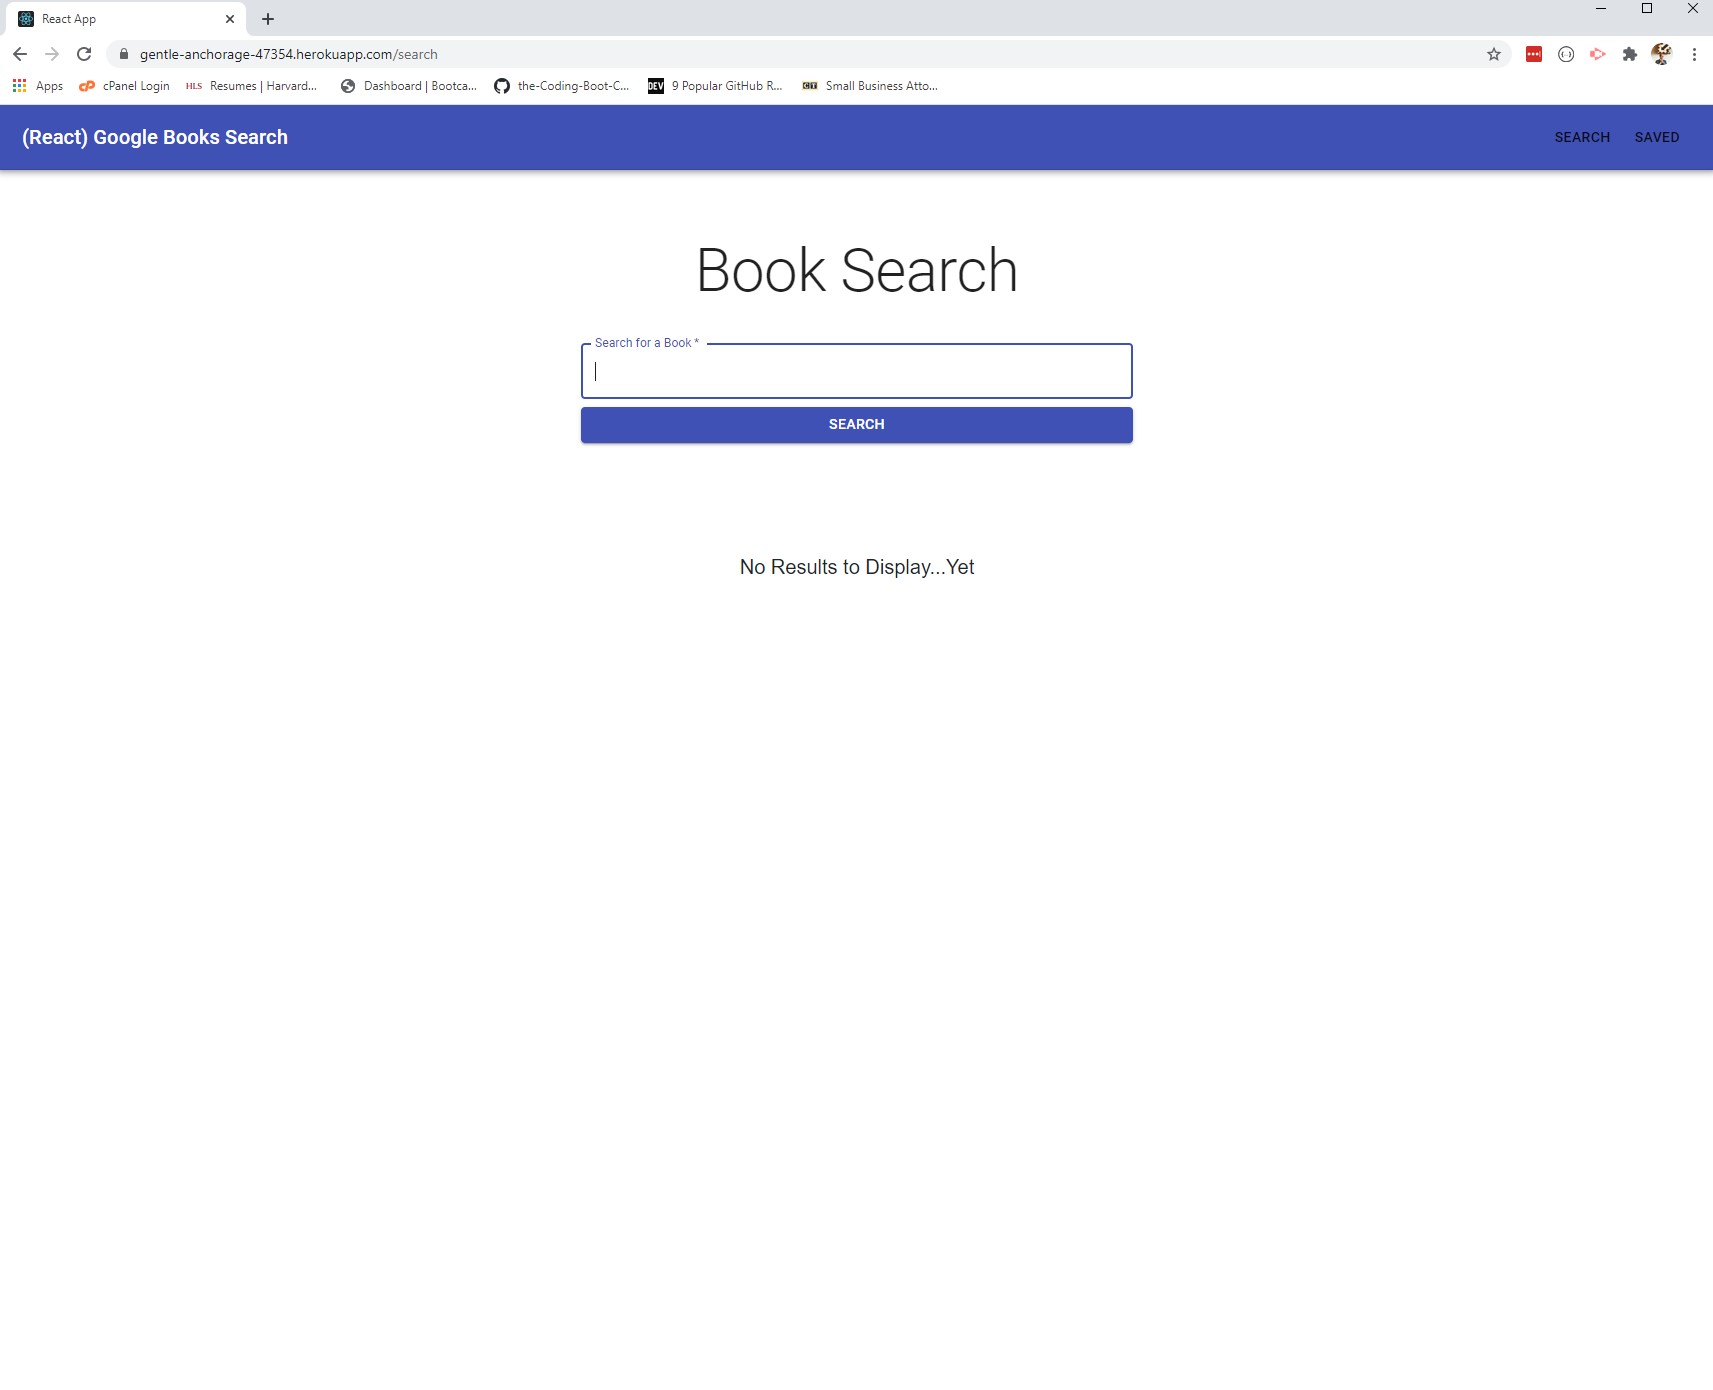 React App
gentle-anchorage-47354.herokuapp.com/search
Apps cPanel Login HLS Resumes | Harvard... Dashboard | Bootca... the-Coding-Boot-C... DEV 9 Popular GitHub R... Small Business Atto...
(React) Google Books Search SEARCH SAVED
Book Search
Search for a Book *
SEARCH
No Results to Display...Yet